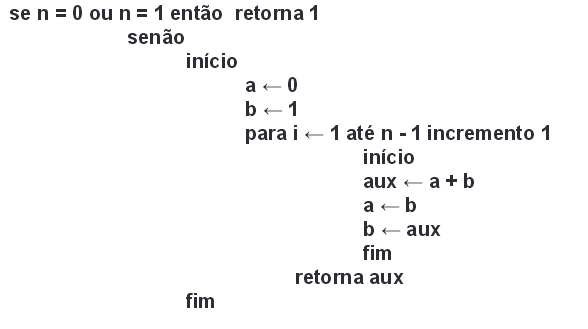 se n = 0 ou n = 1 então retorna 1
senão
início
a ← 0
b ← 1
para i ← 1 até n - 1 incremento 1
início
aux ← a + b
a ← b
b ← aux
fim
retorna aux
fim